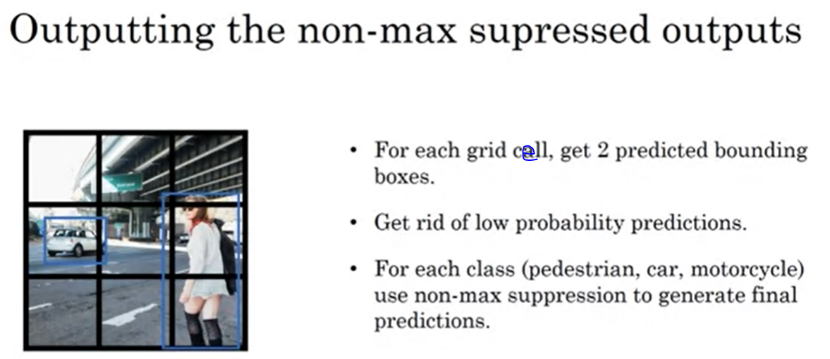 Outputting the non-max supressed outputs
• For each grid cell, get 2 predicted bounding
boxes.
• Get rid of low probability predictions.
• For each class (pedestrian, car, motorcycle)
use non-max suppression to generate final
predictions.